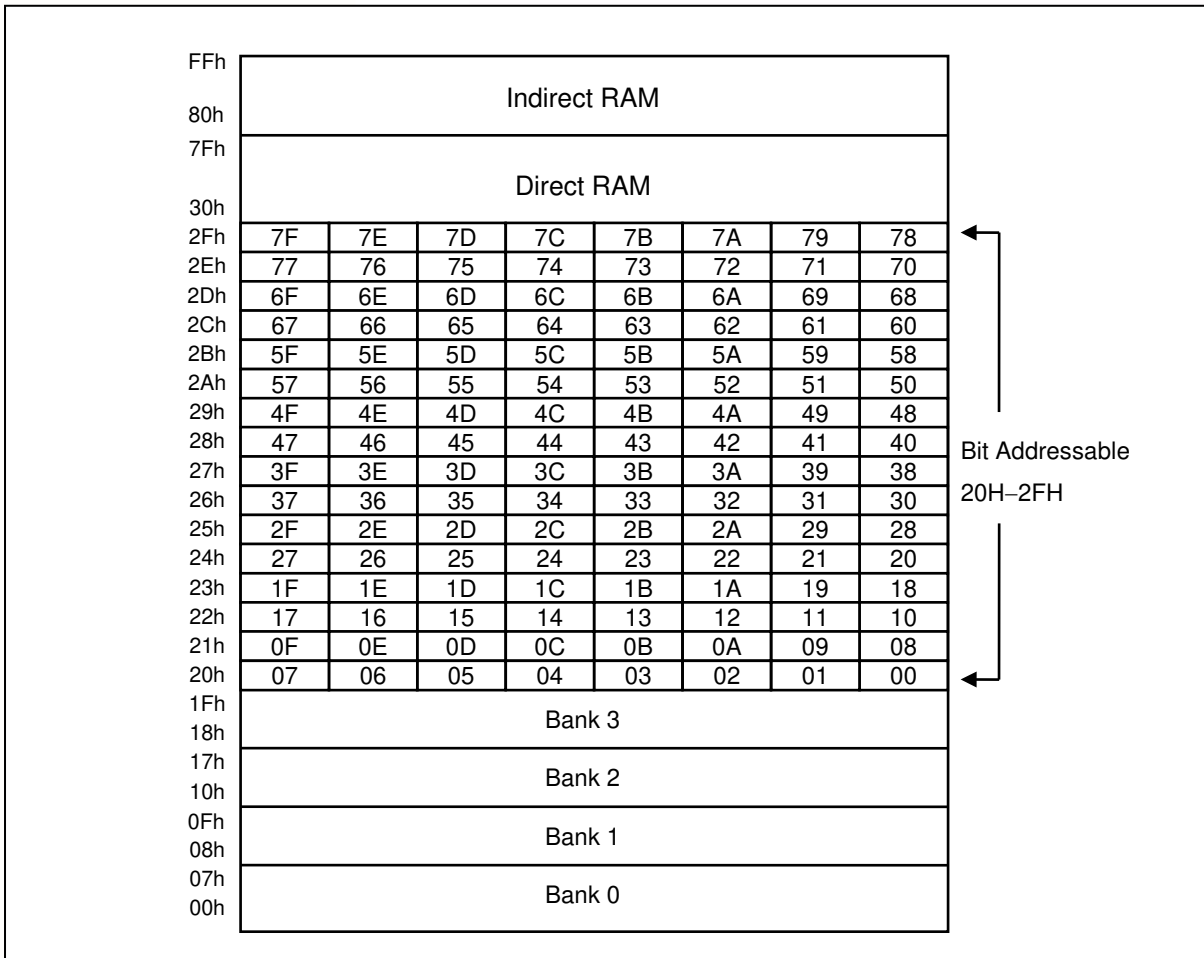 FFh
Indirect RAM
80h
7Fh
Direct RAM
30h
2Fh 7F 7E 7D 7C 7B 7A 79 78
2Eh 77 76 75 74 73 72 71 70
2Dh 6F 6E 6D 6C 6B 6A 69 68
2Ch 67 66 65 64 63 62 61 60
2Bh 5F 5E 5D 5C 5B 5A 59 58
2Ah 57 56 55 54 53 52 51 50
29h 4F 4E 4D 4C 4B 4A 49 48
28h 47 46 45 44 43 42 41 40
27h 3F 3E 3D 3C 3B 3A 39 38
26h 37 36 35 34 33 32 31 30
25h 2F 2E 2D 2C 2B 2A 29 28
24h 27 26 25 24 23 22 21 20
23h 1F 1E 1D 1C 1B 1A 19 18
22h 17 16 15 14 13 12 11 10
21h 0F 0E 0D 0C 0B 0A 09 08
20h 07 06 05 04 03 02 01 00
Bit Addressable
20H–2FH
1Fh
Bank 3
18h
17h
Bank 2
10h
0Fh
Bank 1
08h
07h
Bank 0
00h